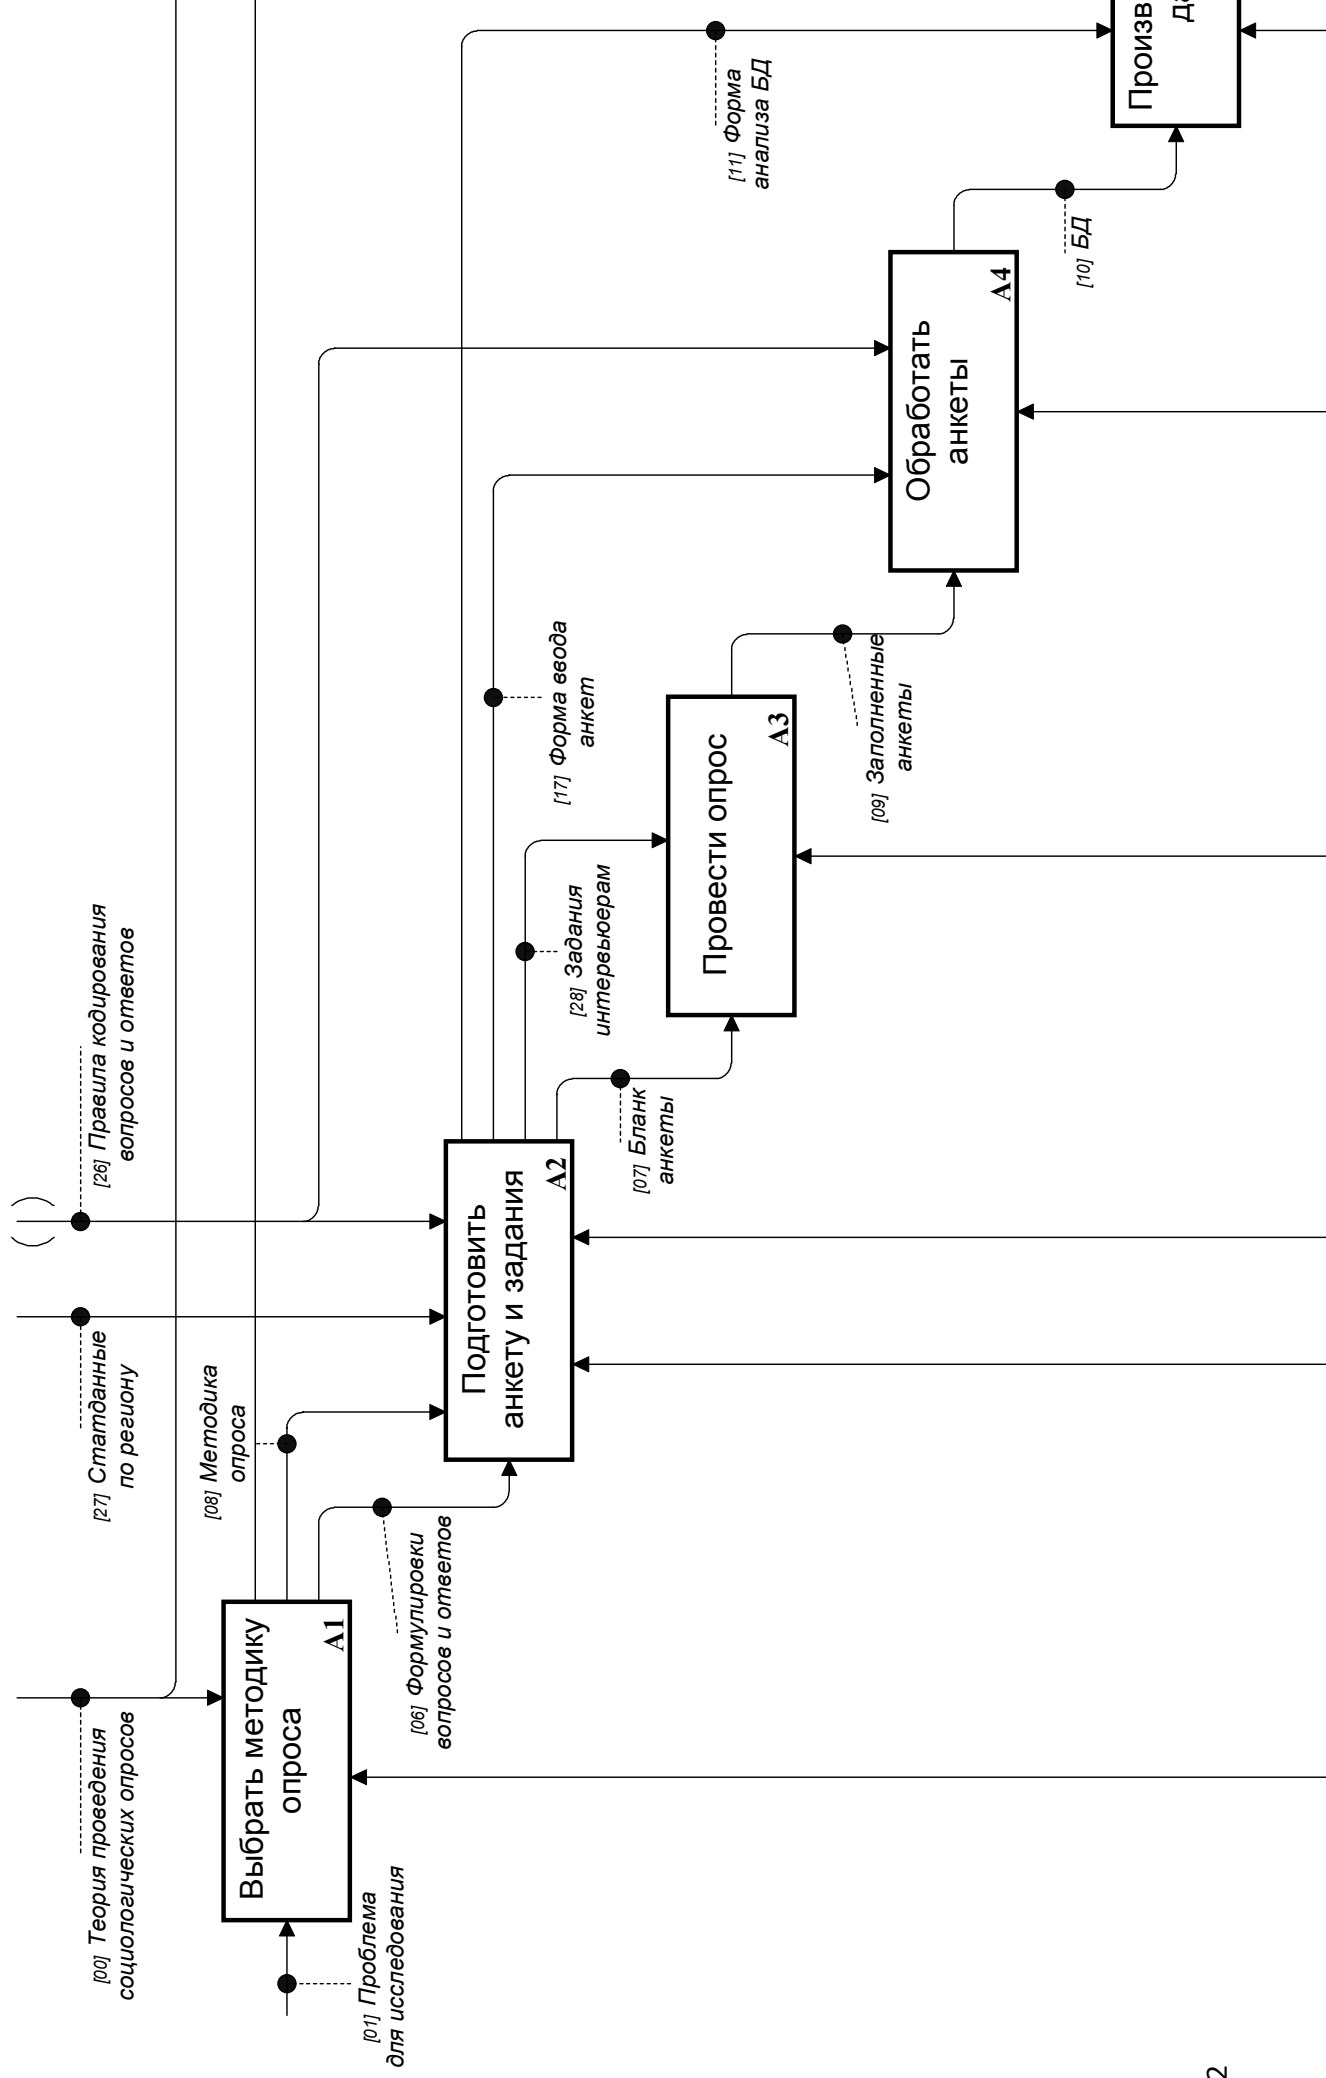 [00] Теория проведения
социологических опросов
[27] Статданные
по региону
[26] Правила кодирования
вопросов и ответов
[08] Методика
опроса
Выбрать методику
опроса
A1
[01] Проблема
для исследования
[06] Формулировки
вопросов и ответов
Подготовить
анкету и задания
A2
[07] Бланк
анкеты
[28] Задания
интервьюерам
[17] Форма ввода
анкет
Провести опрос
A3
[09] Заполненные
анкеты
Обработать
анкеты
A4
[11] Форма
анализа БД
[10] БД
Произв
2